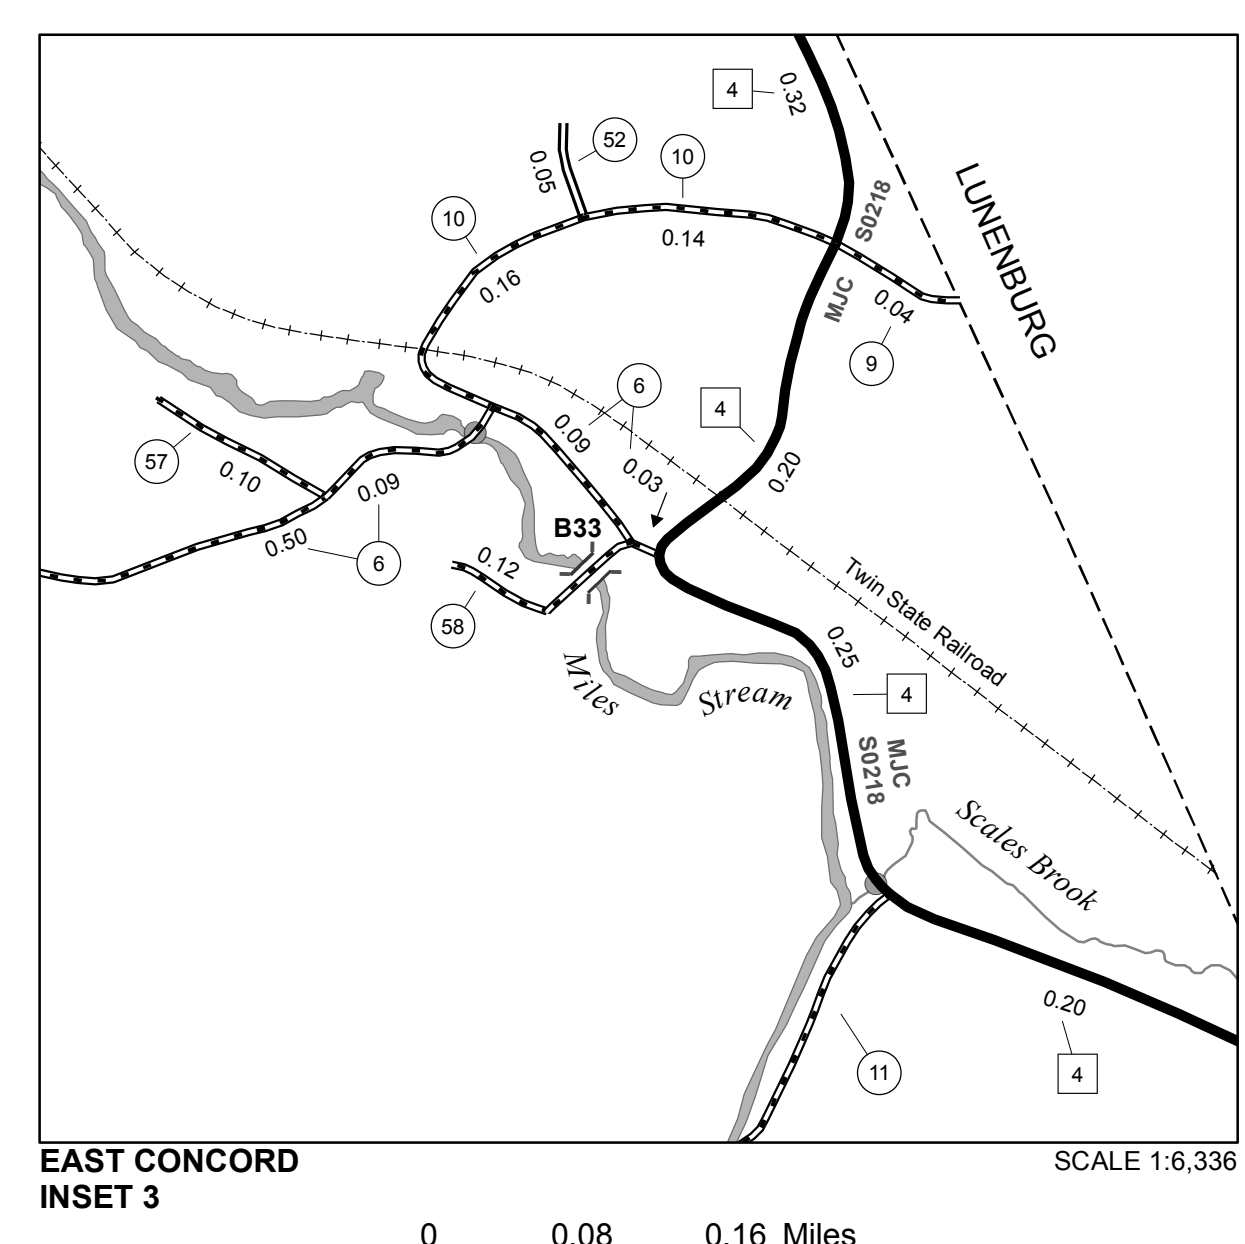 4
0.32
52
10
0.05
10
S0218
LUNENBURG
0.14
0.16
MJC
0.04
9
6
4
0.09
57
0.10
0.09
0.03
0.20
B33
0.50
6
0.12
58
Twin State Railroad
0.25
4
Miles
Stream
MJC
S0218
Scales Brook
0.20
11
4
EAST CONCORD
INSET 3
SCALE 1:6,336
0 0.08 0.16 Miles